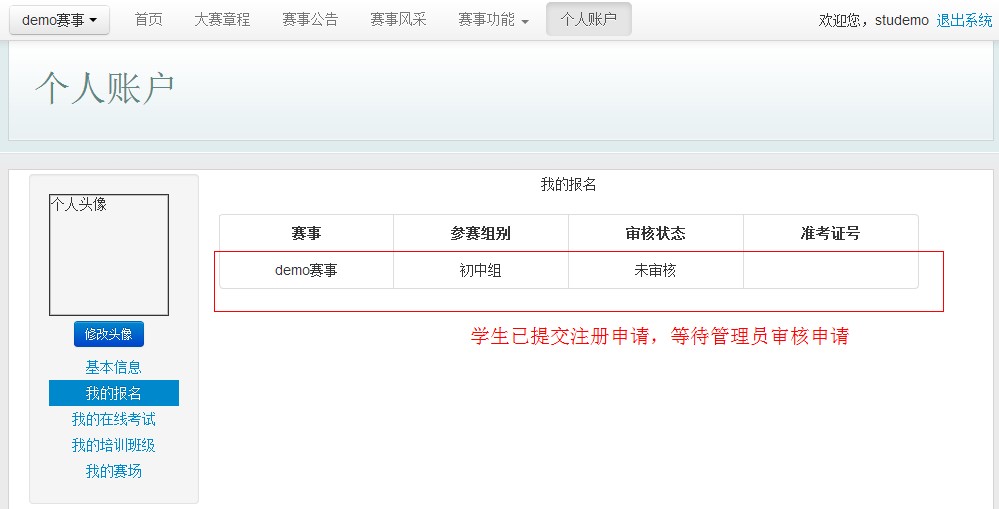 demo赛事 首页 大赛章程 赛事公告 赛事风采 赛事功能 个人账户 欢迎您，studemo 退出系统
个人账户
我的报名
个人头像
修改头像
基本信息
我的报名
我的在线考试
我的培训班级
我的赛场
赛事 参赛组别 审核状态 准考证号
demo赛事 初中组 未审核
学生已提交注册申请，等待管理员审核申请